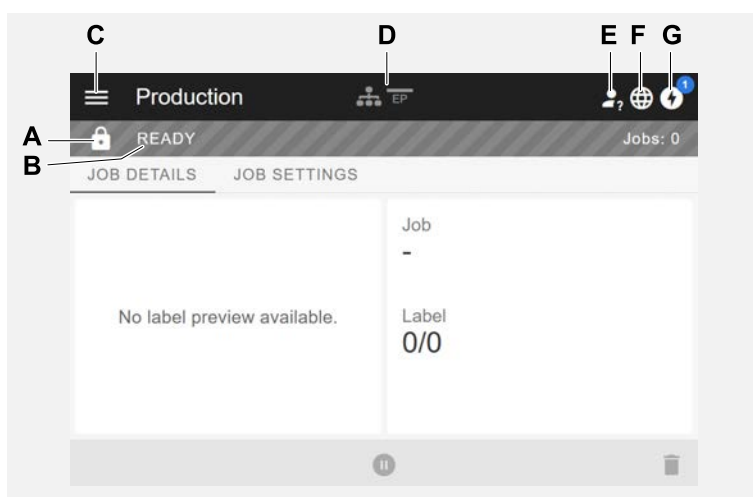 C D E F G
Production EP 1
A
READY Jobs: 0
B
JOB DETAILS JOB SETTINGS
Job
-
No label preview available.
Label
0/0